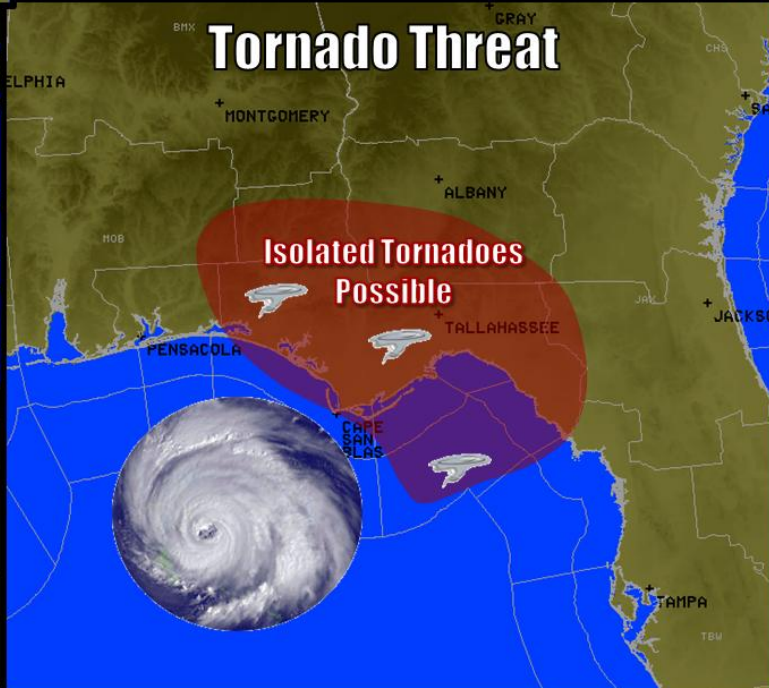 GRAY
BMX
Tornado Threat
CHS
ELPHIA
SA
MONTGOMERY
ALBANY
MOB
Isolated Tornadoes
Possible
JAX
JACKS
TALLAHASSEE
PENSACOLA
CAPE
SAN
BLAS
TAMPA
TBW